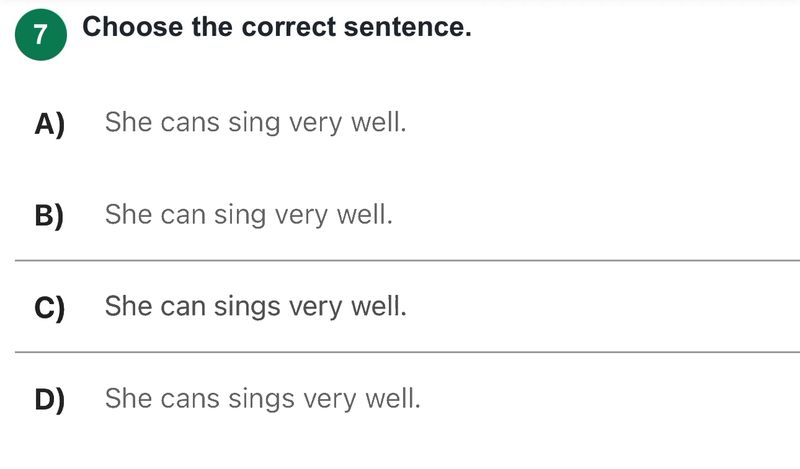 7 Choose the correct sentence.
A) She cans sing very well.
B) She can sing very well.
C) She can sings very well.
D) She cans sings very well.